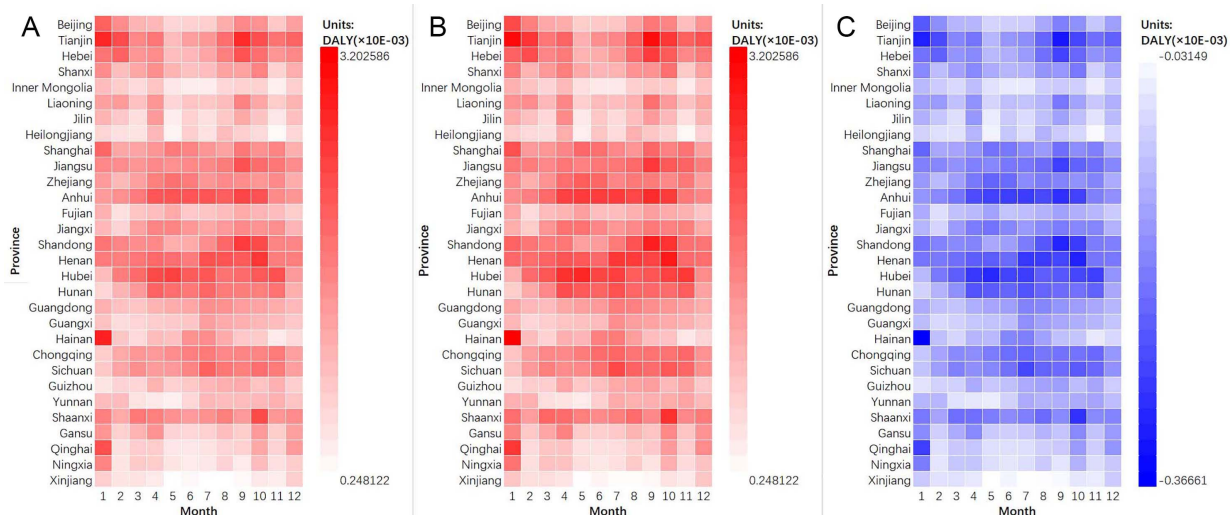 A
Units:
DALY(×10E-03)
3.202586
0.248122
Province
Beijing
Tianjin
Hebei
Shanxi
Inner Mongolia
Liaoning
Jilin
Heilongjiang
Shanghai
Jiangsu
Zhejiang
Anhui
Fujian
Jiangxi
Shandong
Henan
Hubei
Hunan
Guangdong
Guangxi
Hainan
Chongqing
Sichuan
Guizhou
Yunnan
Shaanxi
Gansu
Qinghai
Ningxia
Xinjiang
1 2 3 4 5 6 7 8 9 10 11 12
Month
B
Units:
DALY(×10E-03)
3.202586
0.248122
Province
Beijing
Tianjin
Hebei
Shanxi
Inner Mongolia
Liaoning
Jilin
Heilongjiang
Shanghai
Jiangsu
Zhejiang
Anhui
Fujian
Jiangxi
Shandong
Henan
Hubei
Hunan
Guangdong
Guangxi
Hainan
Chongqing
Sichuan
Guizhou
Yunnan
Shaanxi
Gansu
Qinghai
Ningxia
Xinjiang
1 2 3 4 5 6 7 8 9 10 11 12
Month
C
Units:
DALY(×10E-03)
-0.03149
-0.36661
Province
Beijing
Tianjin
Hebei
Shanxi
Inner Mongolia
Liaoning
Jilin
Heilongjiang
Shanghai
Jiangsu
Zhejiang
Anhui
Fujian
Jiangxi
Shandong
Henan
Hubei
Hunan
Guangdong
Guangxi
Hainan
Chongqing
Sichuan
Guizhou
Yunnan
Shaanxi
Gansu
Qinghai
Ningxia
Xinjiang
1 2 3 4 5 6 7 8 9 10 11 12
Month